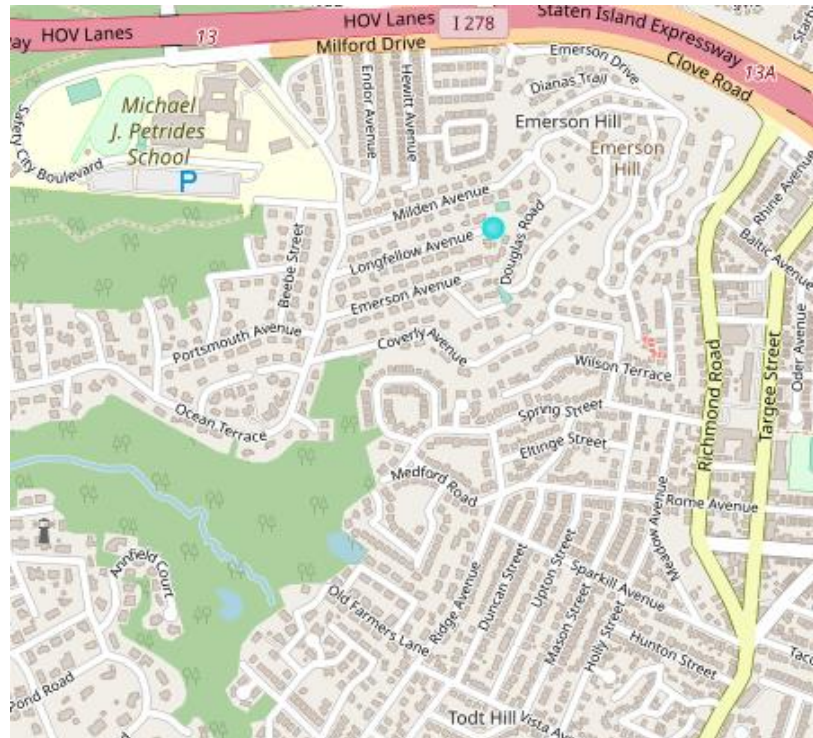 HOV Lanes
HOV Lanes
I 278
Staten Island Expressway
13
13A
Milford Drive
Emerson Drive
Clove Road
Dianas Trail
Michael
J. Petrides
School
Safety City Boulevard
P
Endor Avenue
Hewitt Avenue
Emerson Hill
Emerson
Hill
Milden Avenue
Rhine Avenue
Baltic Avenue
Longfellow Avenue
Douglas Road
Beebe Street
Emerson Avenue
Portsmouth Avenue
Coverly Avenue
Wilson Terrace
Oder Avenue
Richmond Road
Targee Street
Ocean Terrace
Spring Street
Eltinge Street
Medford Road
Rome Avenue
Meadow Avenue
Annfield Court
Sparkill Avenue
Old Farmers Lane
Ridge Avenue
Duncan Street
Upton Street
Mason Street
Holly Street
Hunton Street
Pond Road
Todt Hill
Vista Av
Taco